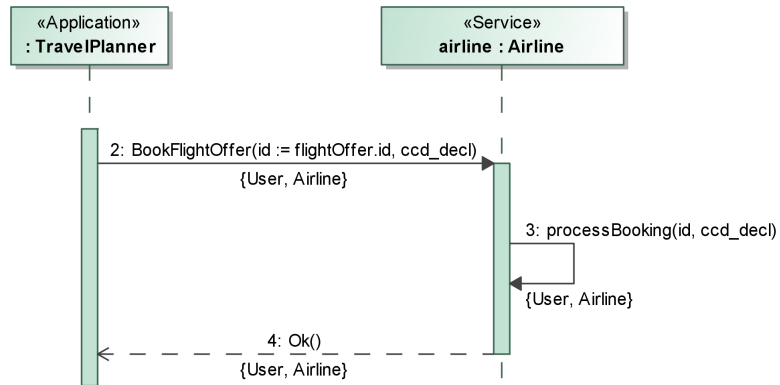 «Application»
: TravelPlanner
«Service»
airline : Airline
2: BookFlightOffer(id := flightOffer.id, ccd_decl)
{User, Airline}
3: processBooking(id, ccd_decl)
{User, Airline}
4: Ok()
{User, Airline}